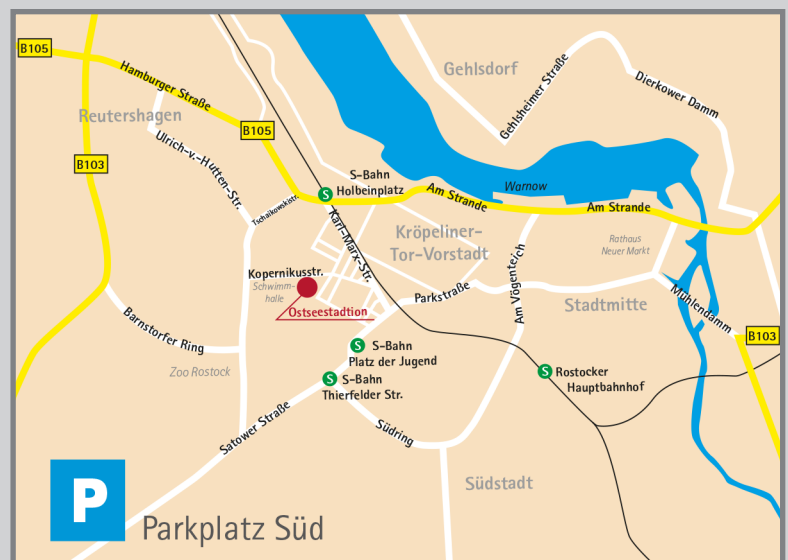 B105
Hamburger Straße
Gehlsdorf
Gehlsheimer Straße
Dierkower Damm
Reutershagen
B105
B103
Ulrich-v.-Hutten-Str.
S-Bahn
Holbeinplatz
Am Strande
Warnow
Am Strande
Tschaikowskistr.
Karl-Marx-Str.
Kröpeliner-
Tor-Vorstadt
Rathaus
Neuer Markt
Am Vögenteich
Kopernikusstr.
Schwimm-
halle
Ostseestadtion
Parkstraße
Stadtmitte
Mühlendamm
Barnstorfer Ring
B103
S
S-Bahn
Platz der Jugend
Zoo Rostock
S
S-Bahn
Thierfelder Str.
S
Rostocker
Hauptbahnhof
S
Satower Straße
Südring
Südstadt
P
Parkplatz Süd